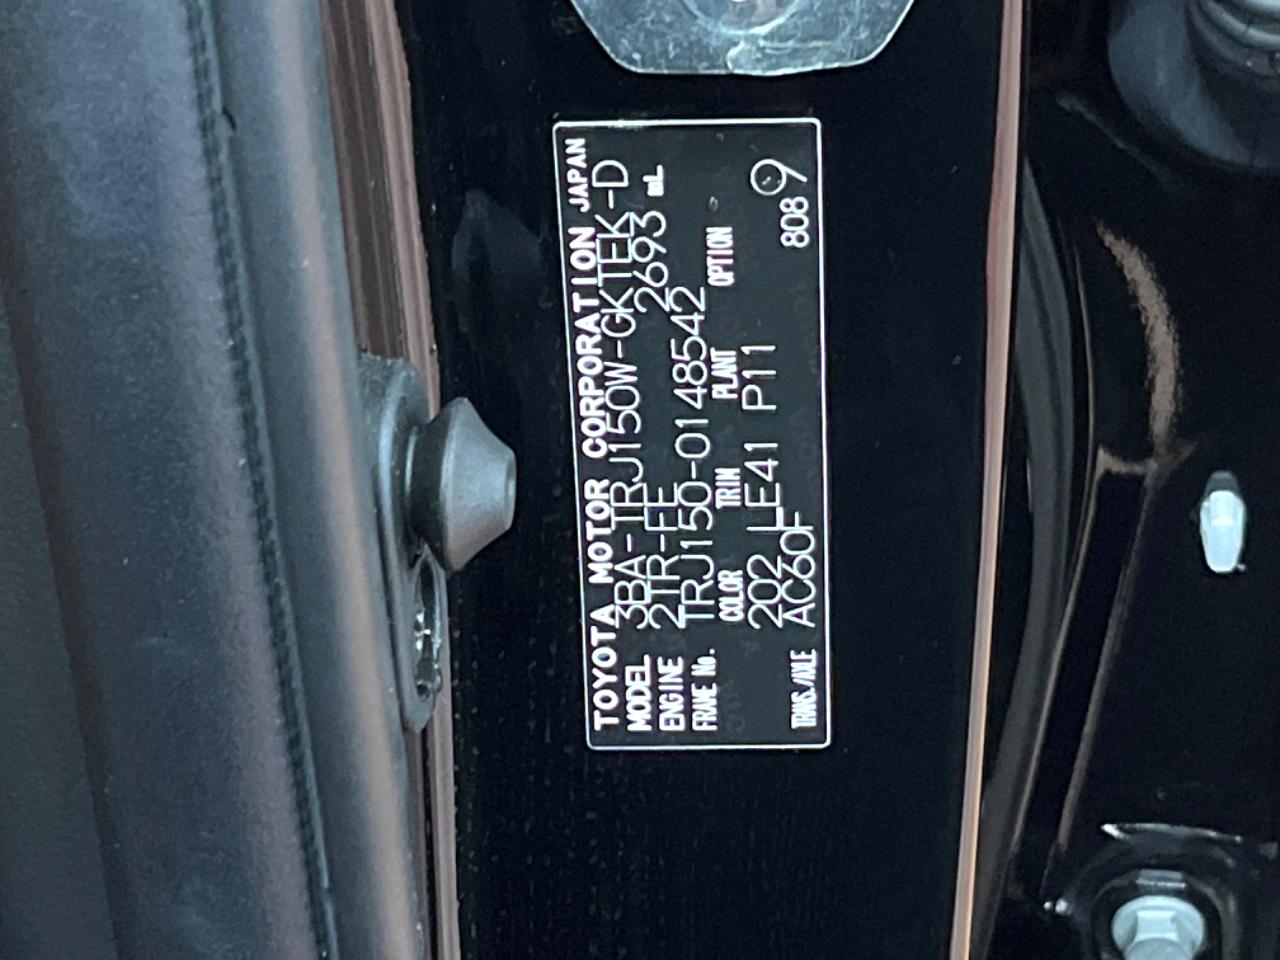 TOYOTA MOTOR CORPORATION JAPAN
MODEL 3BA-TRJ150W-GKTEK-D
ENGINE 2TR-FE 2693 mL
FRAME No. TRJ150-0148542
COLOR TRIM PLANT OPTION
202 LE41 P11
TRANS./AXLE AC60F 808